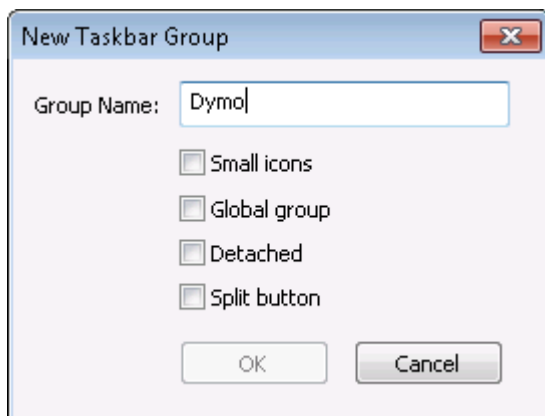 New Taskbar Group
Group Name: Dymo
Small icons
Global group
Detached
Split button
OK Cancel